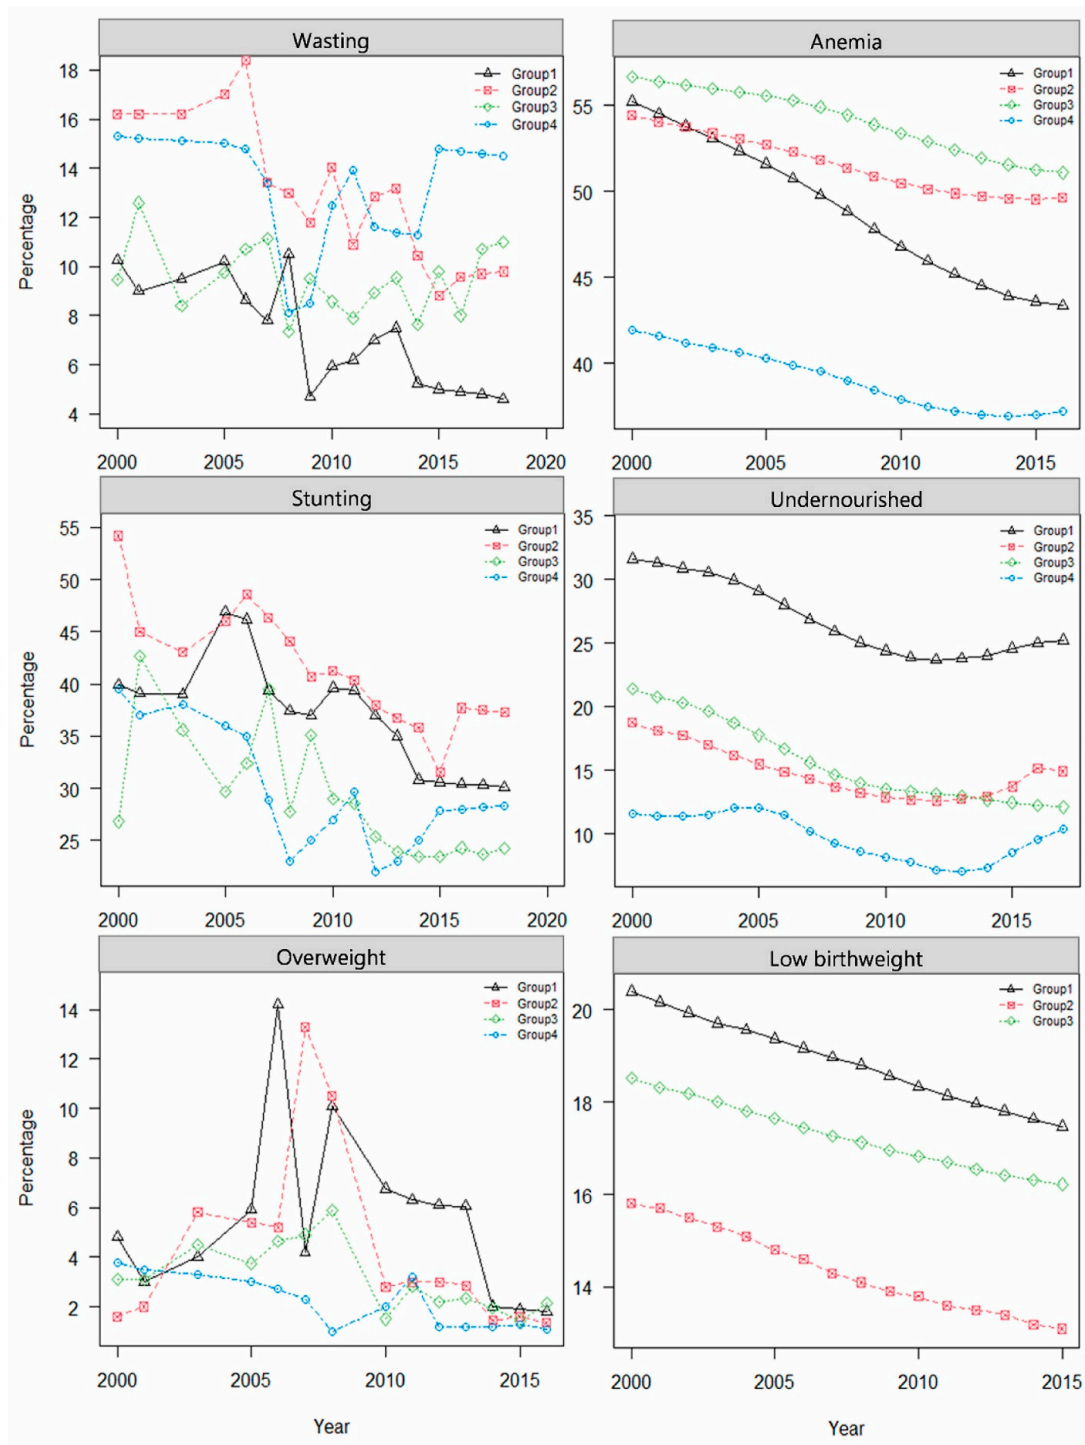 Wasting
Percentage
18
16
14
12
10
8
6
4
Group1
Group2
Group3
Group4
2000 2005 2010 2015 2020
Anemia
55
50
45
40
Group1
Group2
Group3
Group4
2000 2005 2010 2015
Stunting
Percentage
55
50
45
40
35
30
25
Group1
Group2
Group3
Group4
2000 2005 2010 2015 2020
Undernourished
35
30
25
20
15
10
Group1
Group2
Group3
Group4
2000 2005 2010 2015
Overweight
Percentage
14
12
10
8
6
4
2
Group1
Group2
Group3
Group4
2000 2005 2010 2015
Year
Low birthweight
20
18
16
14
Group1
Group2
Group3
2000 2005 2010 2015
Year